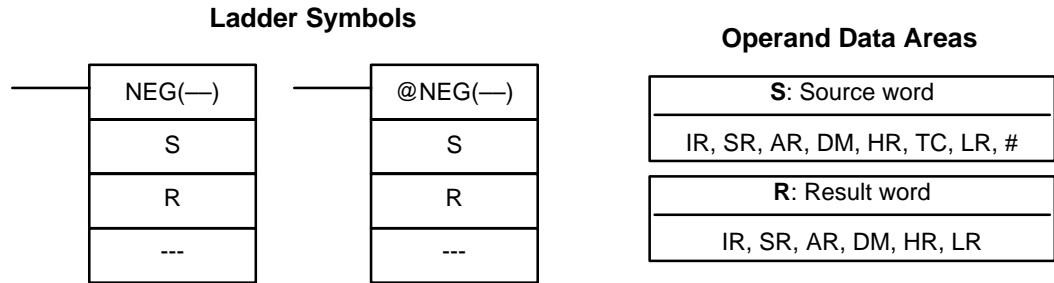 Ladder Symbols
NEG(—)
S
R
---
@NEG(—)
S
R
---
Operand Data Areas
S: Source word
IR, SR, AR, DM, HR, TC, LR, #
R: Result word
IR, SR, AR, DM, HR, LR